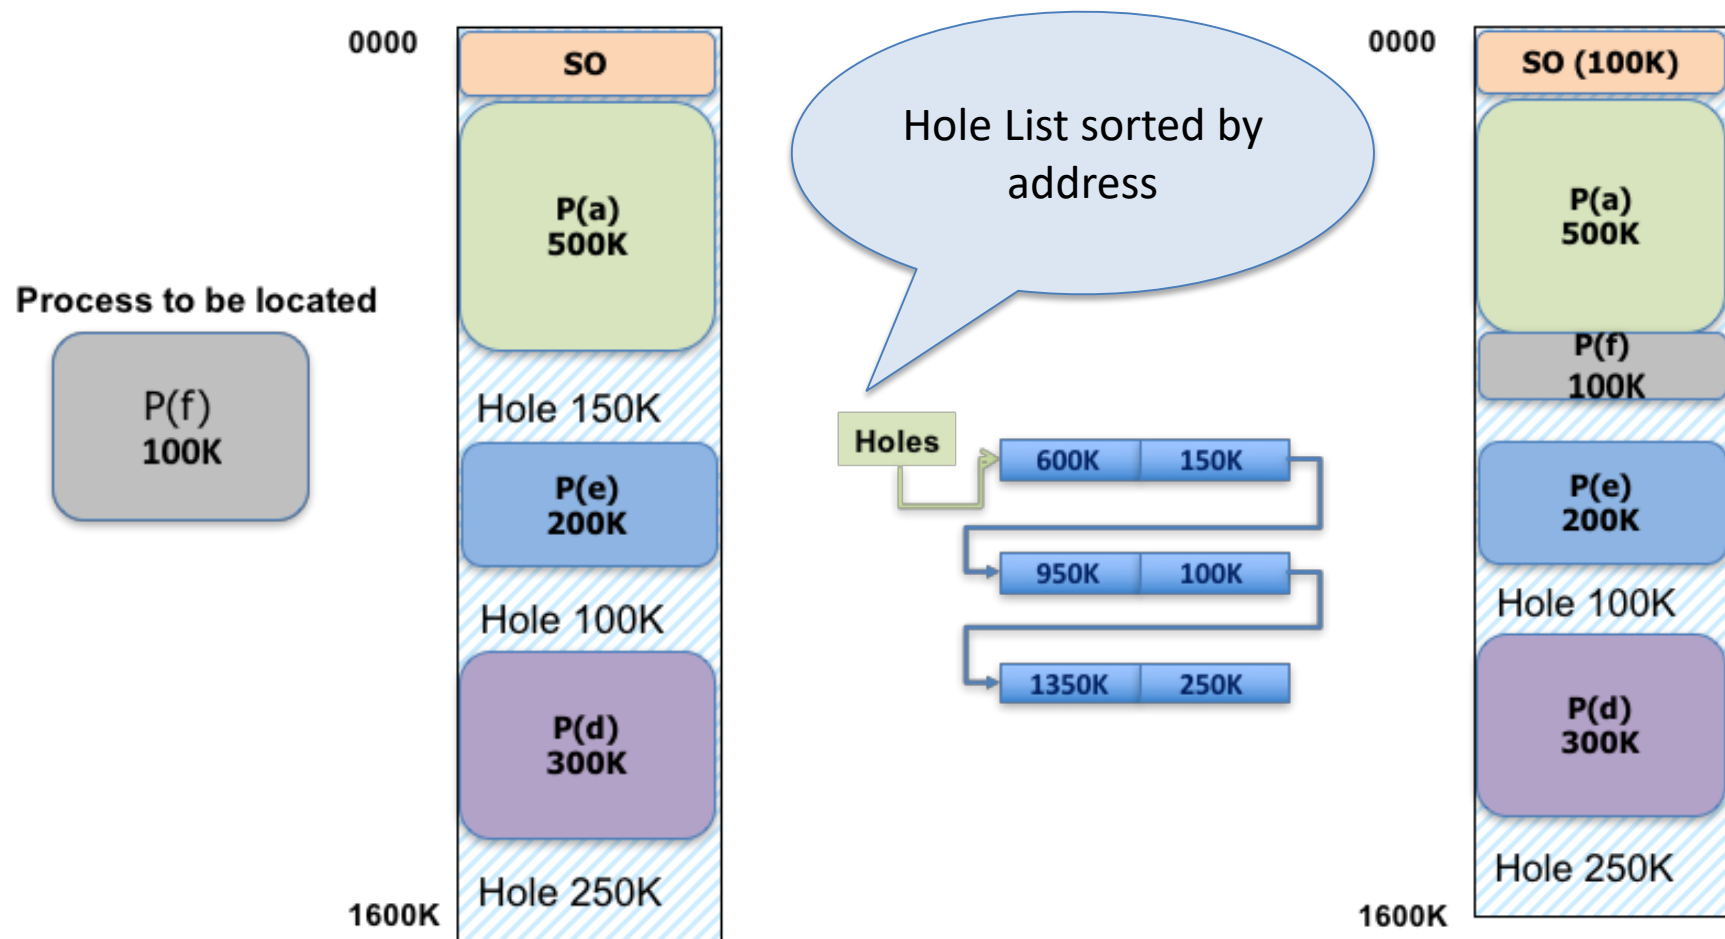 0000
SO
P(a)
500K
Hole 150K
P(e)
200K
Hole 100K
P(d)
300K
Hole 250K
1600K
Process to be located
P(f)
100K
Hole List sorted by
address
Holes
600K 150K
950K 100K
1350K 250K
0000
SO (100K)
P(a)
500K
P(f)
100K
P(e)
200K
Hole 100K
P(d)
300K
Hole 250K
1600K